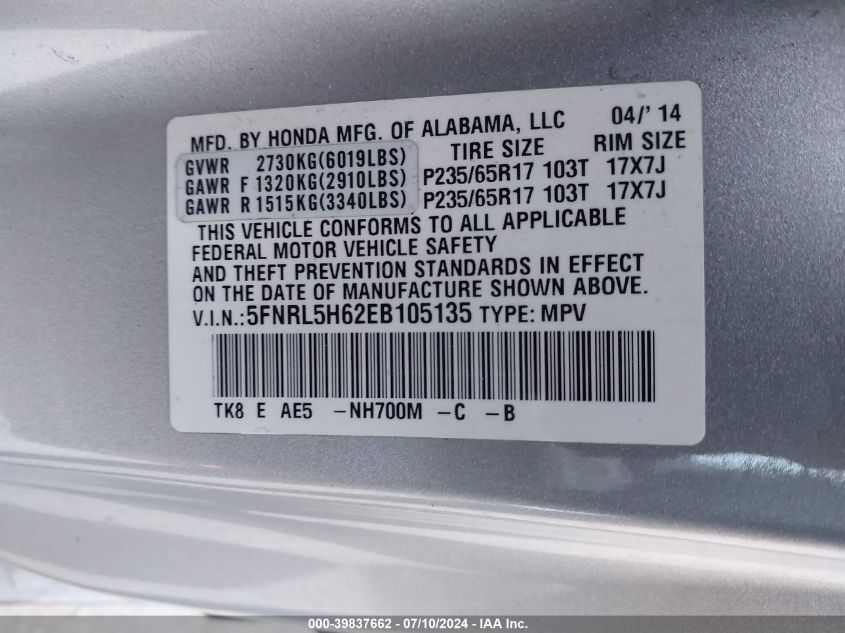 MFD. BY HONDA MFG. OF ALABAMA, LLC 04/' 14
GVWR 2730KG(6019LBS) TIRE SIZE RIM SIZE
GAWR F 1320KG(2910LBS) P235/65R17 103T 17X7J
GAWR R 1515KG(3340LBS) P235/65R17 103T 17X7J
THIS VEHICLE CONFORMS TO ALL APPLICABLE
FEDERAL MOTOR VEHICLE SAFETY
AND THEFT PREVENTION STANDARDS IN EFFECT
ON THE DATE OF MANUFACTURE SHOWN ABOVE.
V.I.N.:5FNRL5H62EB105135 TYPE: MPV
TK8 E AE5 -NH700M -C -B
000-39837662 - 07/10/2024 - IAA Inc.